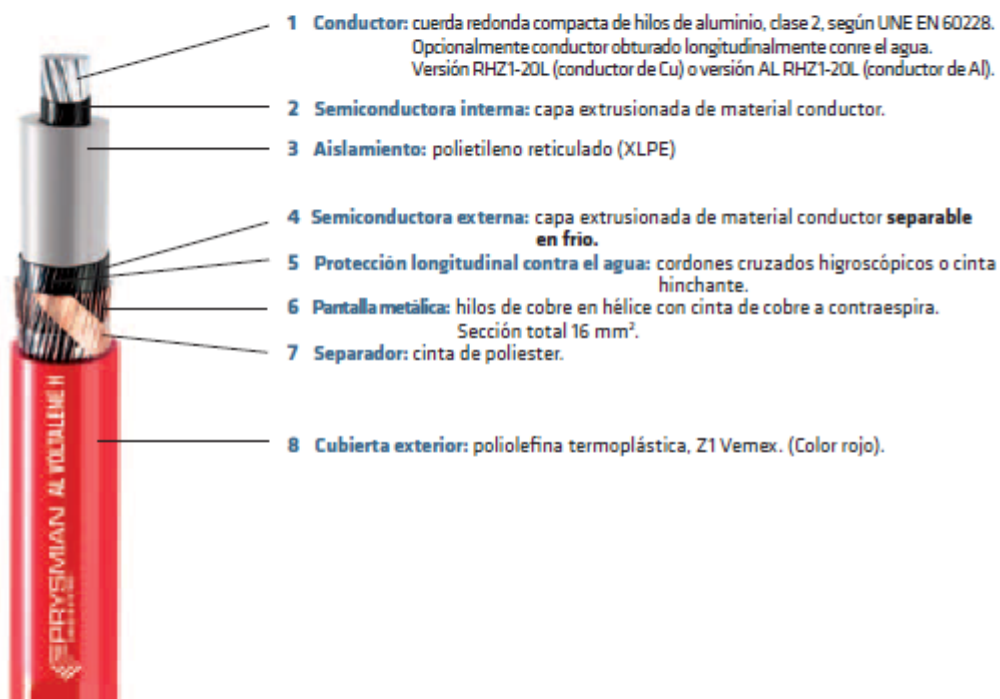 1 Conductor: cuerda redonda compacta de hilos de aluminio, clase 2, según UNE EN 60228.
Opcionalmente conductor obturado longitudinalmente conre el agua.
Versión RHZ1-20L (conductor de Cu) o versión AL RHZ1-20L (conductor de Al).
2 Semiconductora interna: capa extrusionada de material conductor.
3 Aislamiento: polietileno reticulado (XLPE)
4 Semiconductora externa: capa extrusionada de material conductor separable
en frio.
5 Protección longitudinal contra el agua: cordones cruzados higroscópicos o cinta
hinchante.
6 Pantalla metálica: hilos de cobre en hélice con cinta de cobre a contraespira.
Sección total 16 mm².
7 Separador: cinta de poliester.
8 Cubierta exterior: poliolefina termoplástica, Z1 Vemex. (Color rojo).
PRYSMIAN AL VOLTALENE H